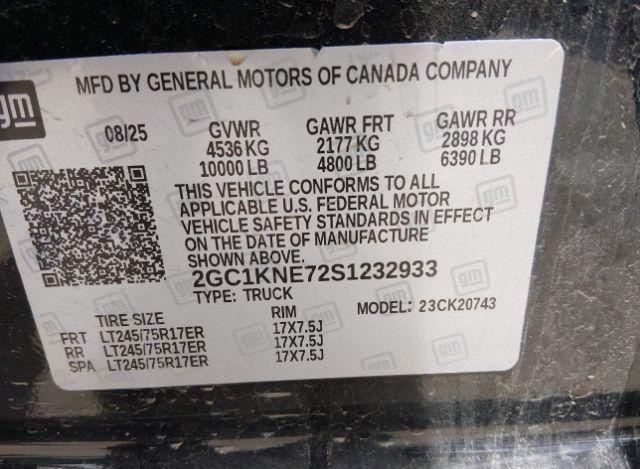 gm
MFD BY GENERAL MOTORS OF CANADA COMPANY
08/25 GVWR GAWR FRT GAWR RR
4536 KG 2177 KG 2898 KG
10000 LB 4800 LB 6390 LB
THIS VEHICLE CONFORMS TO ALL
APPLICABLE U.S. FEDERAL MOTOR
VEHICLE SAFETY STANDARDS IN EFFECT
ON THE DATE OF MANUFACTURE
SHOWN ABOVE.
2GC1KNE72S1232933
TYPE: TRUCK MODEL: 23CK20743
TIRE SIZE RIM
FRT LT245/75R17ER 17X7.5J
RR LT245/75R17ER 17X7.5J
SPA LT245/75R17ER 17X7.5J